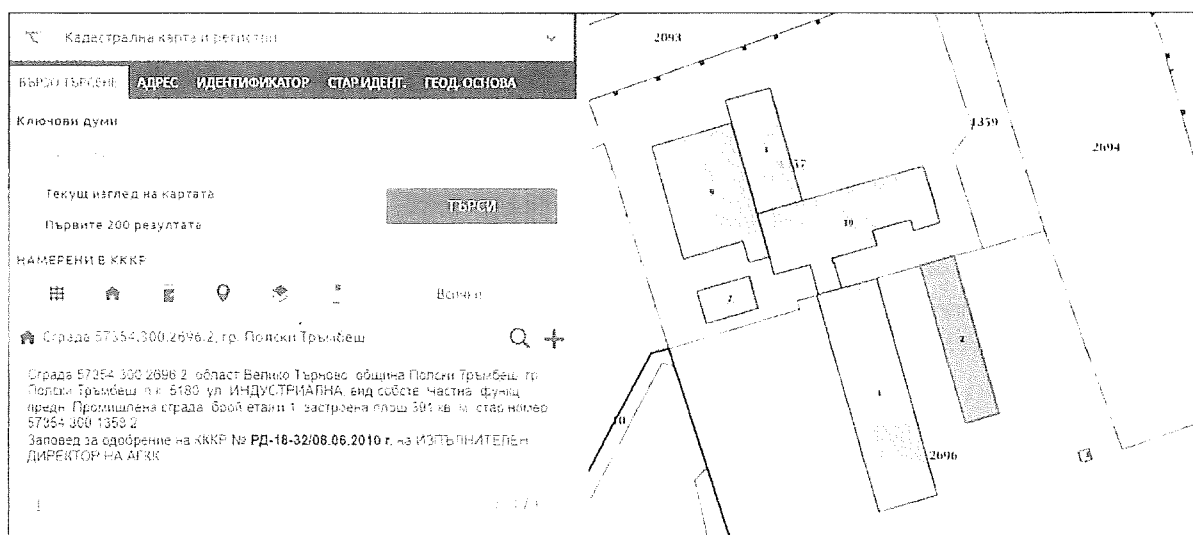 Кадастрална карта и регистри
БЪРЗО ТЪРСЕНЕ АДРЕС ИДЕНТИФИКАТОР СТАР ИДЕНТ. ГЕОД. ОСНОВА
Ключови думи
Текущ изглед на картата
Първите 200 резултата
ТЪРСИ
НАМЕРЕНИ В КККР
Всички
Сграда 57354.300.2696.2, гр. Полски Тръмбеш
Сграда 57354.300.2696.2, област Велико Търново, община Полски Тръмбеш, гр.
Полски Тръмбеш, п.к. 5180, ул. ИНДУСТРИАЛНА, вид собств. Частна, функц.
предн. Промишлена сграда, брой етажи 1, застроена площ 391 кв. м, стар номер
57354.300.1358.2
Заповед за одобрение на КККР № РД-18-32/08.06.2010 г. на ИЗПЪЛНИТЕЛЕН
ДИРЕКТОР НА АГКК
2093
1359
2694
9
10
7
2
1
2696